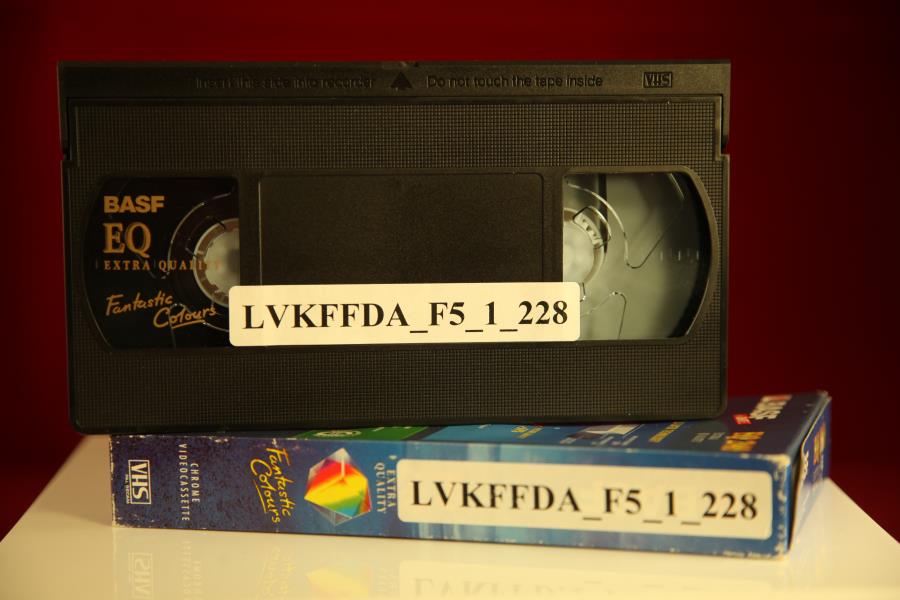 Insert this side into recorder Do not touch the tape inside VHS
BASF
EQ
EXTRA QUALITY
Fantastic
Colours
LVKFFDA_F5_1_228
VHS
CHROME
VIDEOCASSETTE
Fantastic
Colours
EXTRA
QUALITY
LVKFFDA_F5_1_228